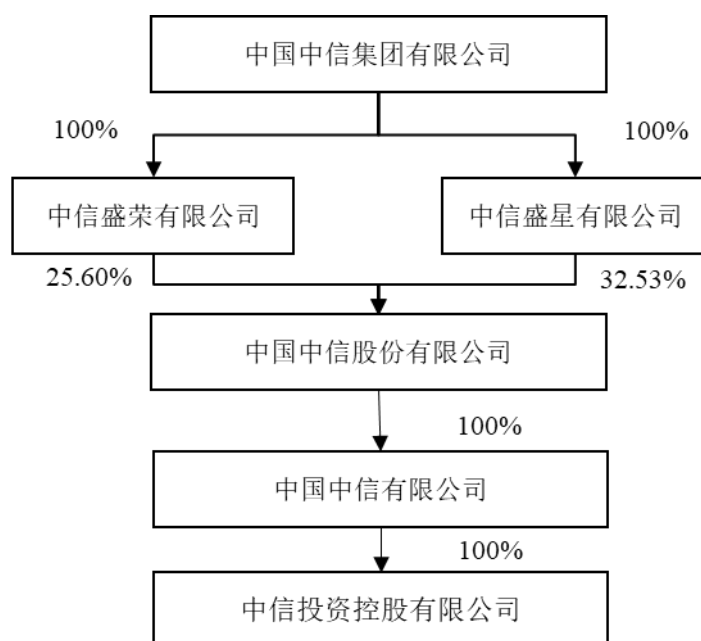 中国中信集团有限公司
100%
100%
中信盛荣有限公司
中信盛星有限公司
25.60%
32.53%
中国中信股份有限公司
100%
中国中信有限公司
100%
中信投资控股有限公司